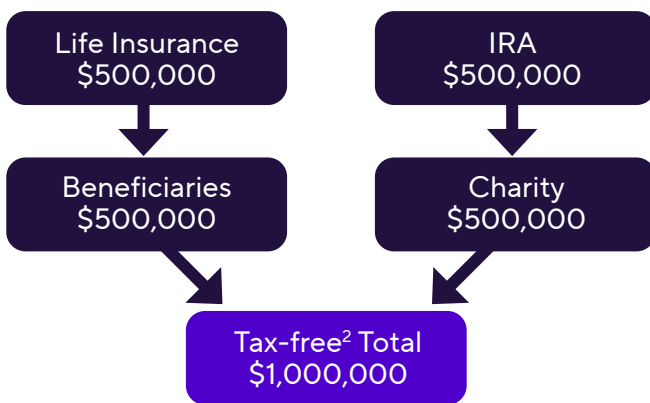 Life Insurance
$500,000
IRA
$500,000
Beneficiaries
$500,000
Charity
$500,000
Tax-free² Total
$1,000,000